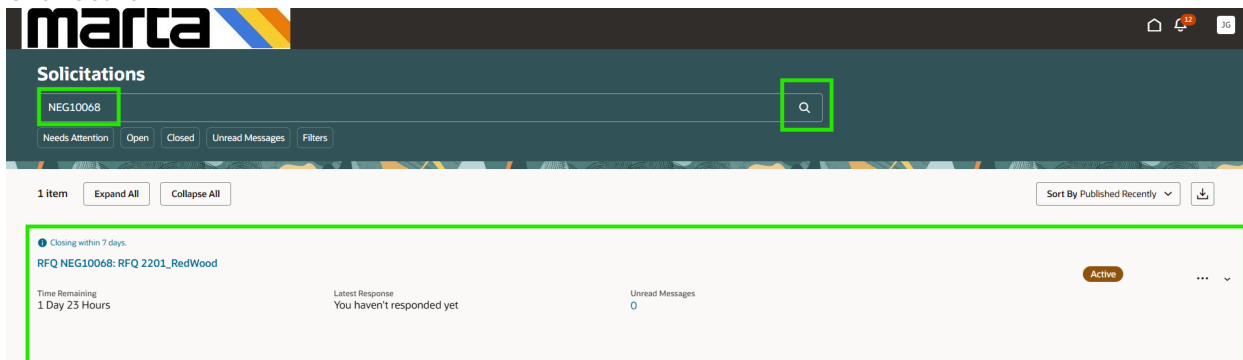 marta
12
JG
Solicitations
NEG10068
Needs Attention Open Closed Unread Messages Filters
1 item Expand All Collapse All Sort By Published Recently
Closing within 7 days.
RFQ NEG10068: RFQ 2201_RedWood
Active
Time Remaining Latest Response Unread Messages
1 Day 23 Hours You haven't responded yet 0